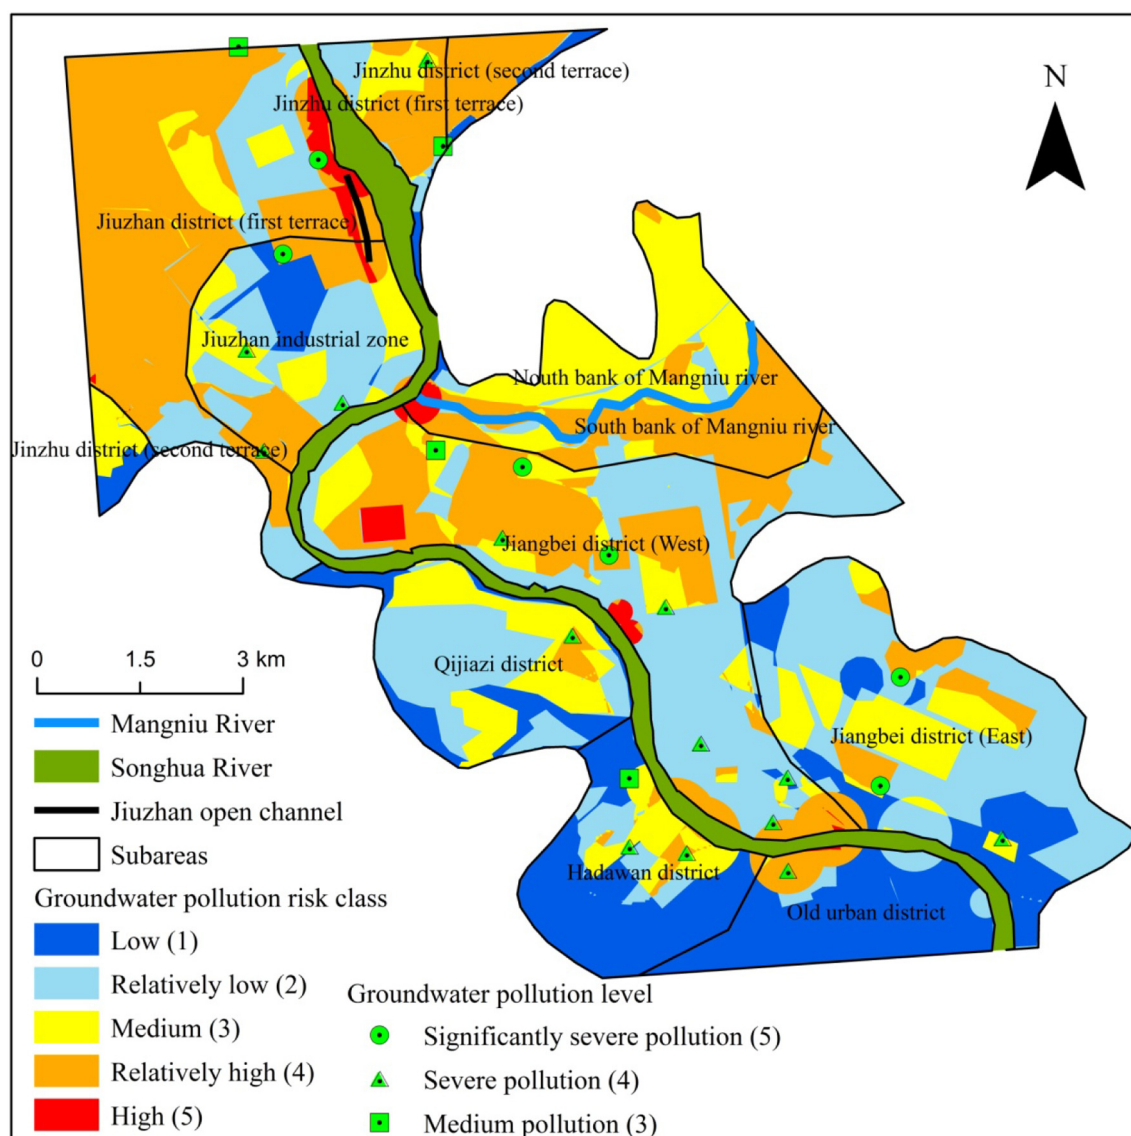 Jinzhu district (second terrace)
N
Jinzhu district (first terrace)
Jiuzhan district (first terrace)
Jiuzhan industrial zone
Nouth bank of Mangniu river
South bank of Mangniu river
Jinzhu district (second terrace)
Jiangbei district (West)
Qijiazi district
Jiangbei district (East)
Hadawan district
Old urban district
0 1.5 3 km
Mangniu River
Songhua River
Jiuzhan open channel
Subareas
Groundwater pollution risk class
Low (1)
Relatively low (2)
Medium (3)
Relatively high (4)
High (5)
Groundwater pollution level
Significantly severe pollution (5)
Severe pollution (4)
Medium pollution (3)